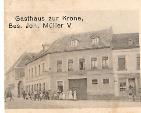 Gasthaus zur Krone,
Bes. Joh. Müller V.